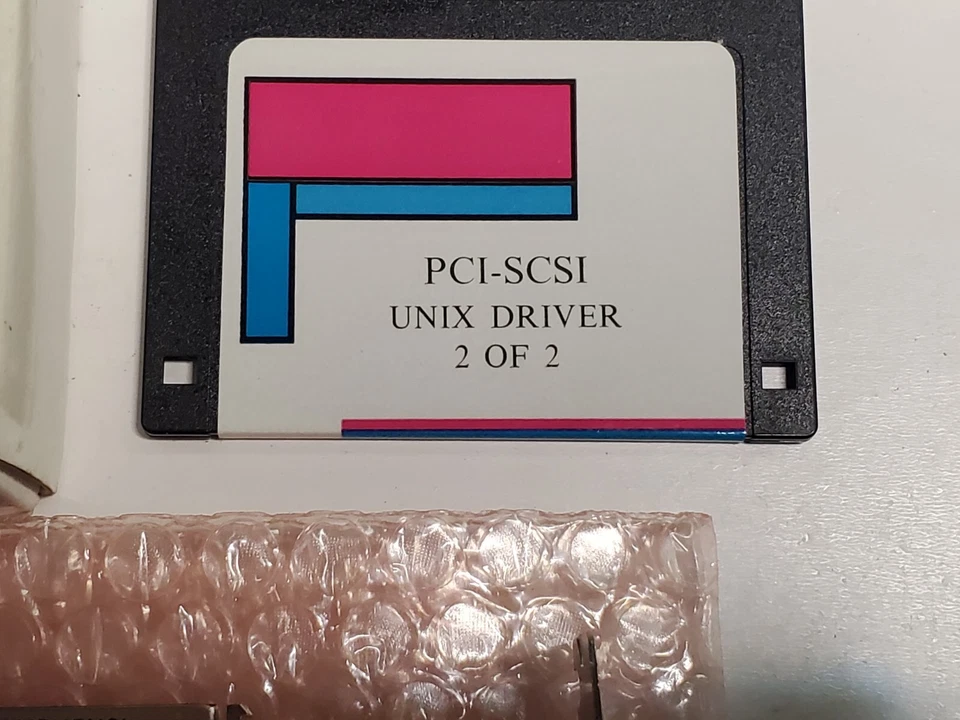 PCI-SCSI
UNIX DRIVER
2 OF 2